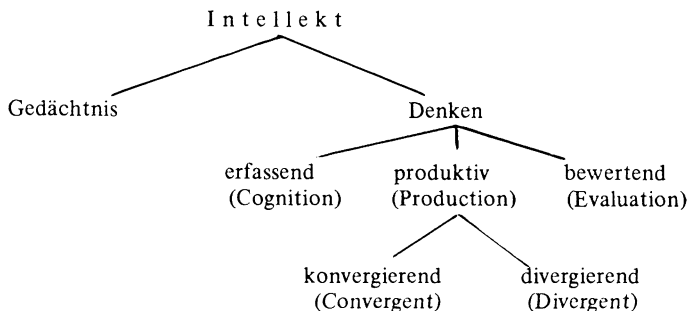 Intellekt
Gedächtnis
Denken
erfassend
(Cognition)
produktiv
(Production)
bewertend
(Evaluation)
konvergierend
(Convergent)
divergierend
(Divergent)